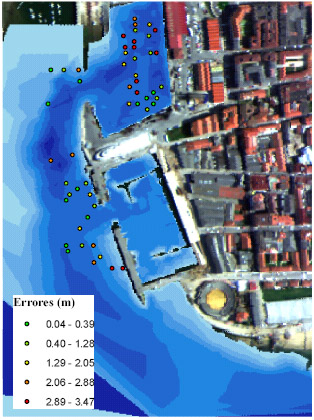 Errores (m)
0.04 - 0.39
0.40 - 1.28
1.29 - 2.05
2.06 - 2.88
2.89 - 3.47